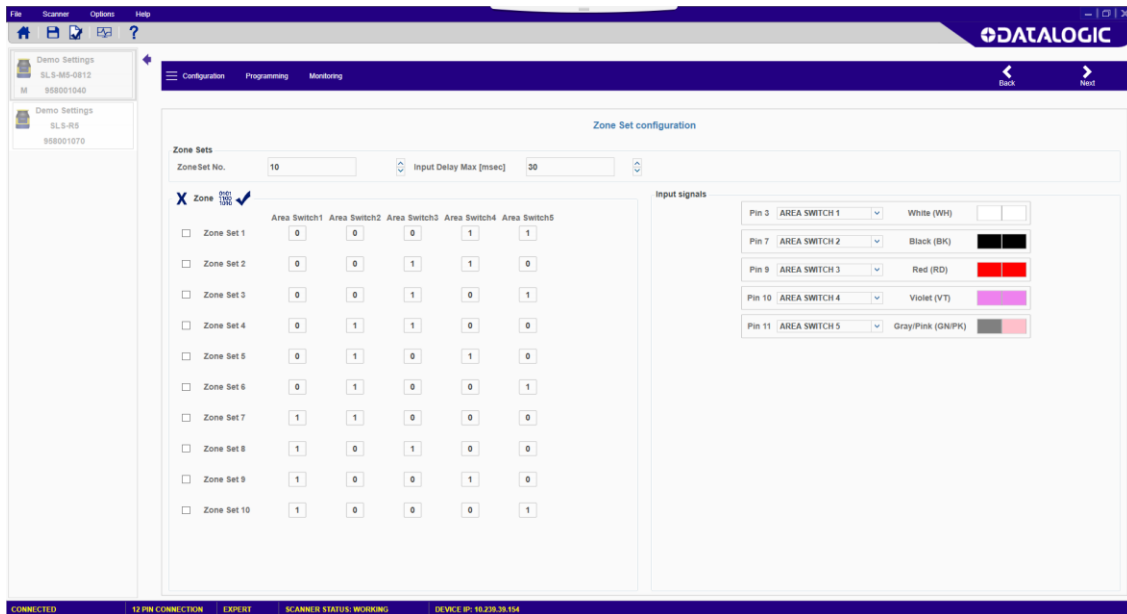 File Scanner Options Help
DATALOGIC
Demo Settings
SLS-M5-0812
M 958001040
Demo Settings
SLS-R5
958001070
Configuration Programming Monitoring Back Next
Zone Set configuration
Zone Sets
ZoneSet No. 10 Input Delay Max [msec] 30
X Zone 0101 1100 1010
Area Switch1 Area Switch2 Area Switch3 Area Switch4 Area Switch5
Zone Set 1 0 0 0 1 1
Zone Set 2 0 0 1 1 0
Zone Set 3 0 0 1 0 1
Zone Set 4 0 1 1 0 0
Zone Set 5 0 1 0 1 0
Zone Set 6 0 1 0 0 1
Zone Set 7 1 1 0 0 0
Zone Set 8 1 0 1 0 0
Zone Set 9 1 0 0 1 0
Zone Set 10 1 0 0 0 1
Input signals
Pin 3 AREA SWITCH 1 White (WH)
Pin 7 AREA SWITCH 2 Black (BK)
Pin 9 AREA SWITCH 3 Red (RD)
Pin 10 AREA SWITCH 4 Violet (VT)
Pin 11 AREA SWITCH 5 Gray/Pink (GN/PK)
CONNECTED 12 PIN CONNECTION EXPERT SCANNER STATUS: WORKING DEVICE IP: 10.239.39.154